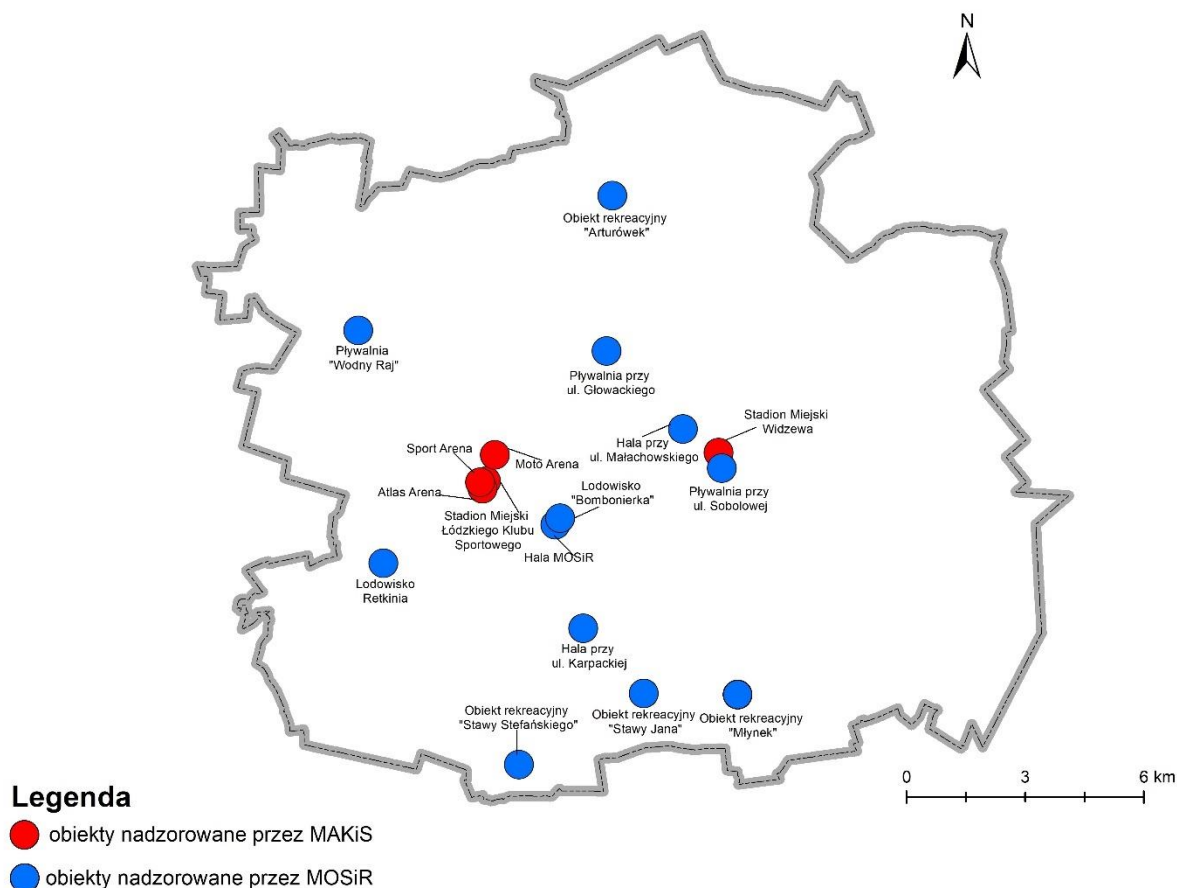 N
Obiekt rekreacyjny
"Arturówek"
Pływalnia
"Wodny Raj"
Pływalnia przy
ul. Głowackiego
Stadion Miejski
Widzewa
Hala przy
ul. Małachowskiego
Sport Arena
Moto Arena
Atlas Arena
Lodowisko
"Bombonierka"
Pływalnia przy
ul. Sobolowej
Stadion Miejski
Łódzkiego Klubu
Sportowego
Hala MOSiR
Lodowisko
Retkinia
Hala przy
ul. Karpackiej
Obiekt rekreacyjny
"Stawy Stefańskiego"
Obiekt rekreacyjny
"Stawy Jana"
Obiekt rekreacyjny
"Młynek"
0 3 6 km
Legenda
obiekty nadzorowane przez MAKiS
obiekty nadzorowane przez MOSiR